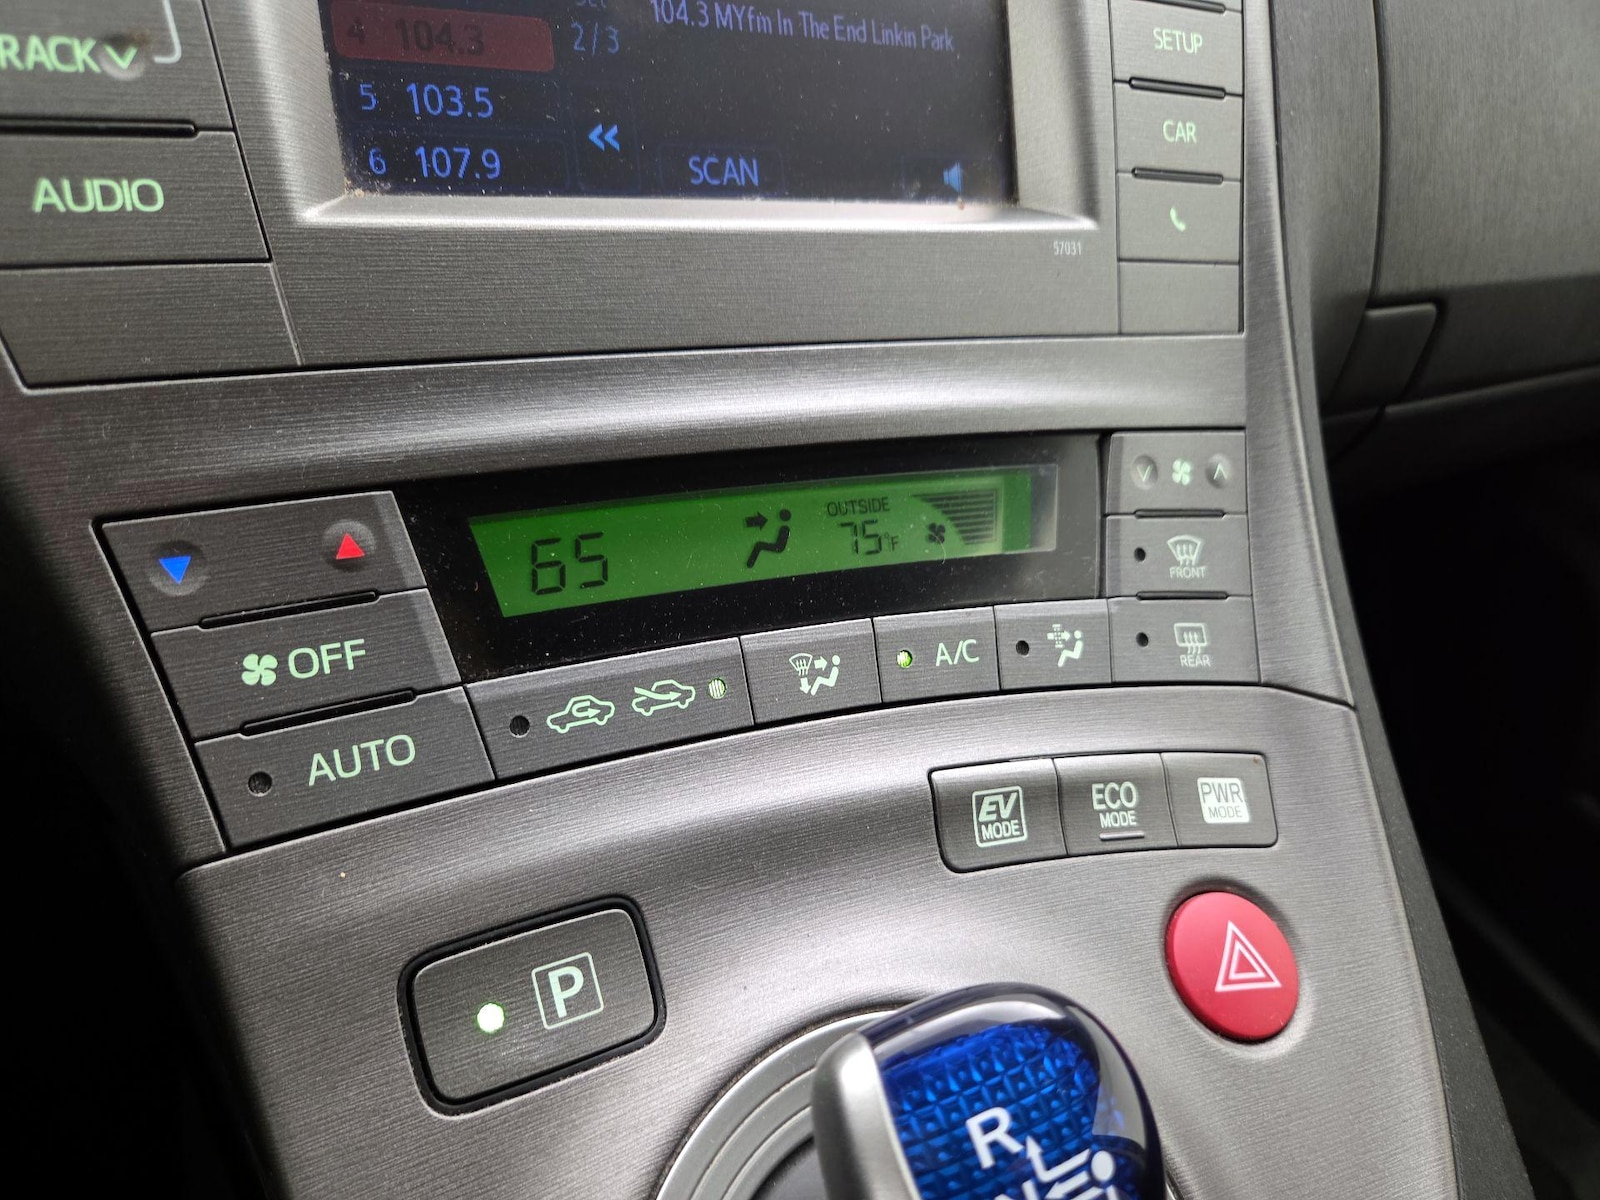 104.3 MYfm In The End Linkin Park
4 104.3
2/3
5 103.5
6 107.9
SCAN
RACK
AUDIO
SETUP
CAR
57031
65
OUTSIDE
75°F
OFF
AUTO
A/C
FRONT
REAR
EV
MODE
ECO
MODE
PWR
MODE
P
R